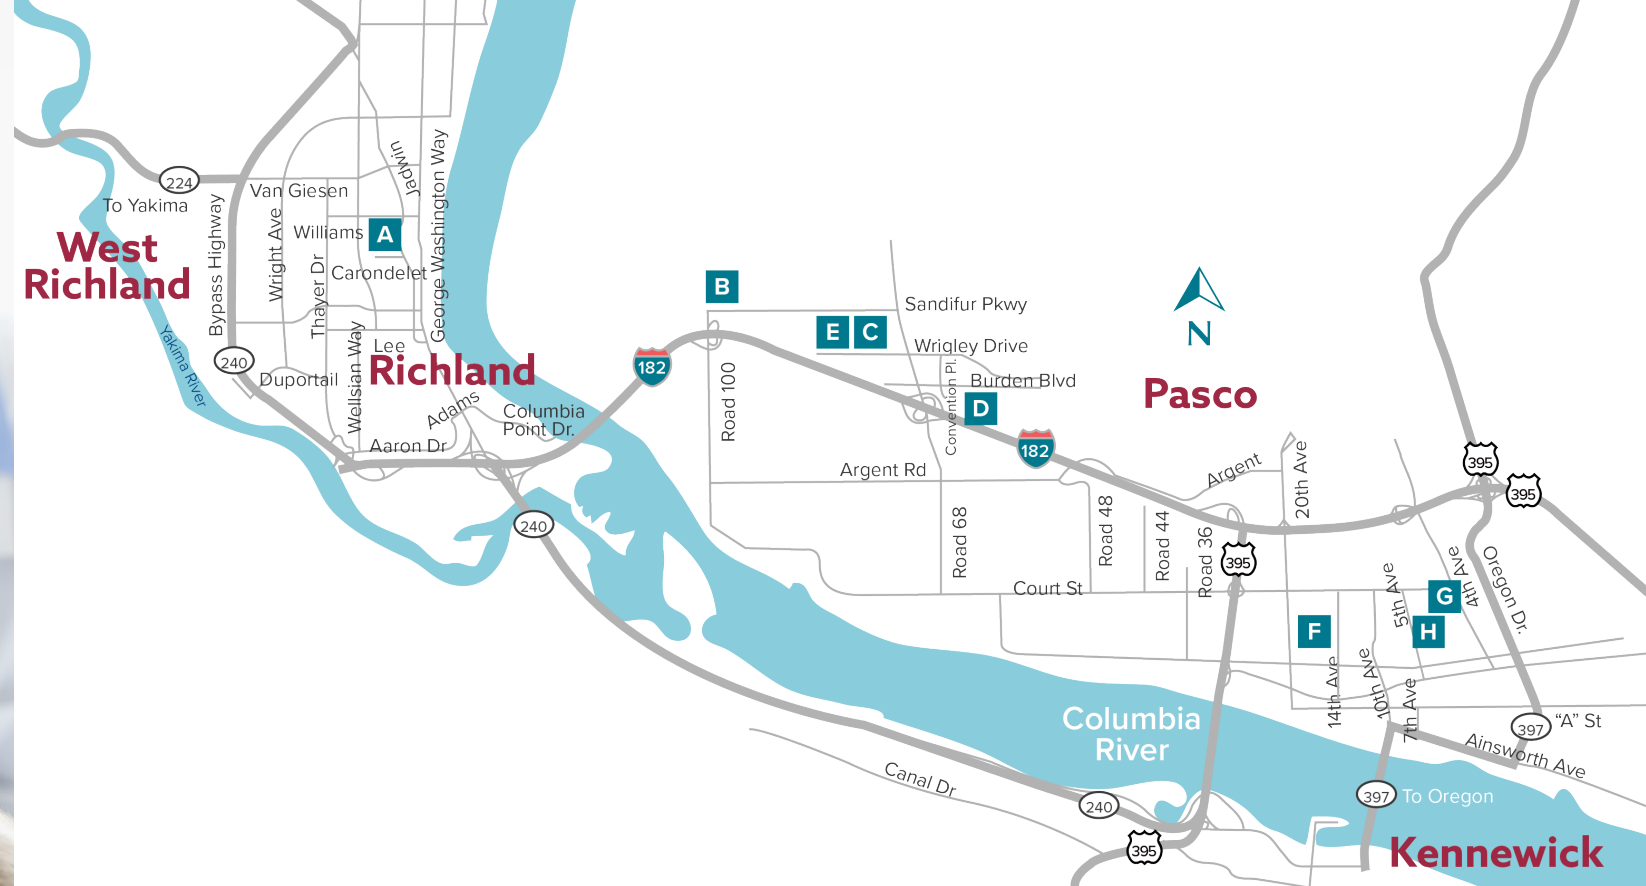 224
To Yakima
West
Richland
Yakima River
Bypass Highway
240
Van Giesen
Wright Ave
Williams
A
Thayer Dr
Carondelet
Jadwin
George Washington Way
Lee
Richland
Duportail
Wellsian Way
Adams
Aaron Dr
Columbia
Point Dr.
240
182
B
Road 100
Sandifur Pkwy
E
C
Wrigley Drive
Convention Pl.
Burden Blvd
D
182
Argent Rd
Road 68
N
Pasco
Argent
20th Ave
395
395
Road 48
Road 44
Road 36
395
Court St
5th Ave
4th Ave
Oregon Dr.
G
F
H
14th Ave
10th Ave
7th Ave
Columbia
River
397
"A" St
Ainsworth Ave
Canal Dr
240
395
397
To Oregon
Kennewick